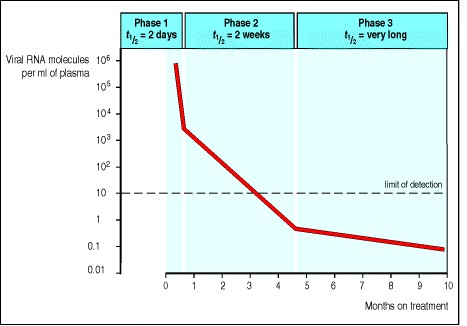 Phase 1
t1/2 = 2 days
Phase 2
t1/2 = 2 weeks
Phase 3
t1/2 = very long
Viral RNA molecules
per ml of plasma
10⁶
10⁵
10⁴
10³
10²
10
1
0.1
0.01
limit of detection
0 1 2 3 4 5 6 7 8 9 10
Months on treatment